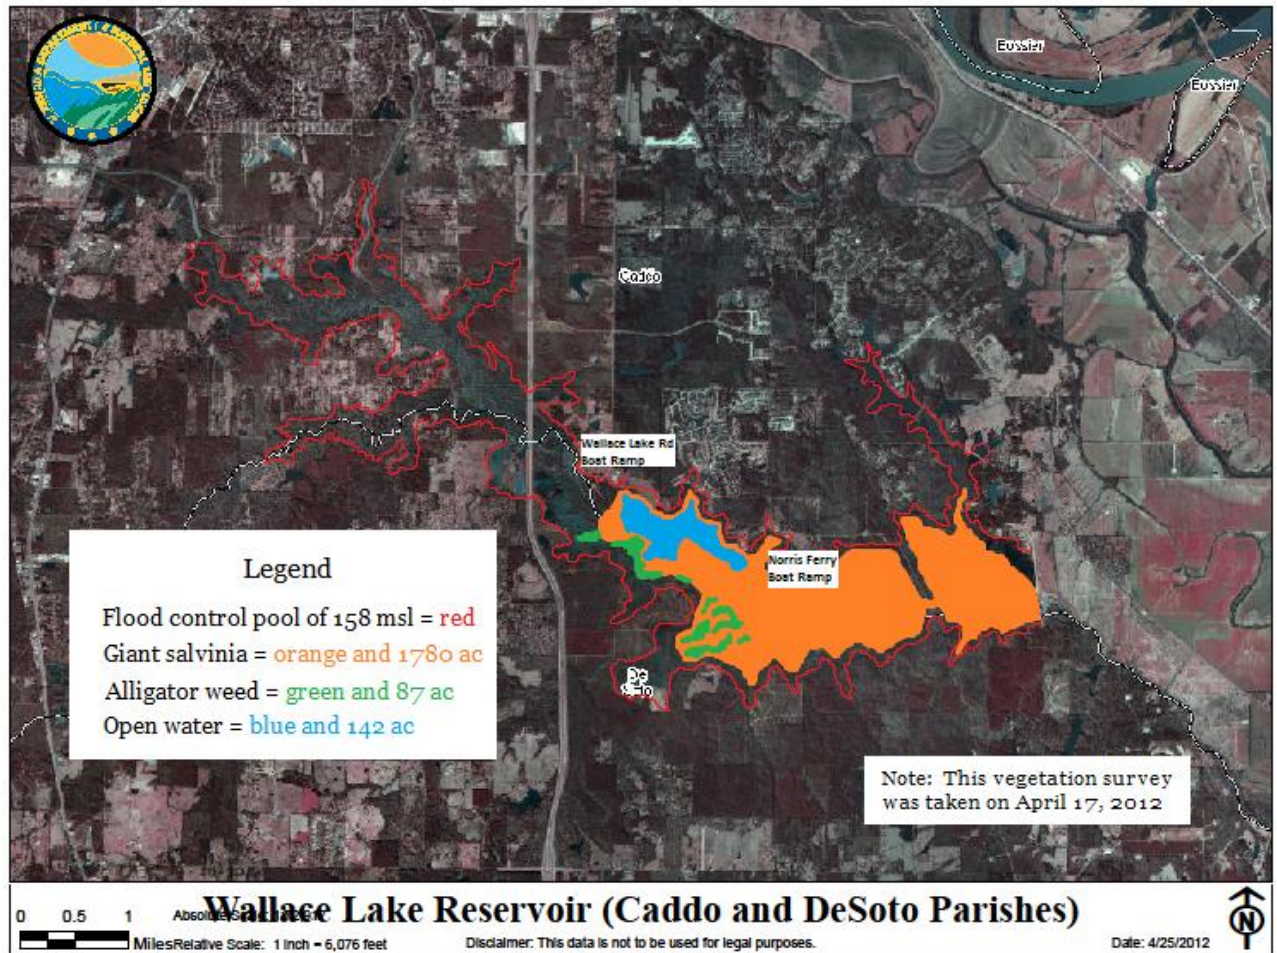 Bossier
Bossier
Caddo
Wallace Lake Rd
Boat Ramp
Norris Ferry
Boat Ramp
De
Legend
Flood control pool of 158 msl = red
Giant salvinia = orange and 1780 ac
Alligator weed = green and 87 ac
Open water = blue and 142 ac
Note: This vegetation survey
was taken on April 17, 2012
Wallace Lake Reservoir (Caddo and DeSoto Parishes)
0 0.5 1
Miles
Relative Scale: 1 inch = 6,076 feet
Disclaimer: This data is not to be used for legal purposes.
Date: 4/25/2012
N